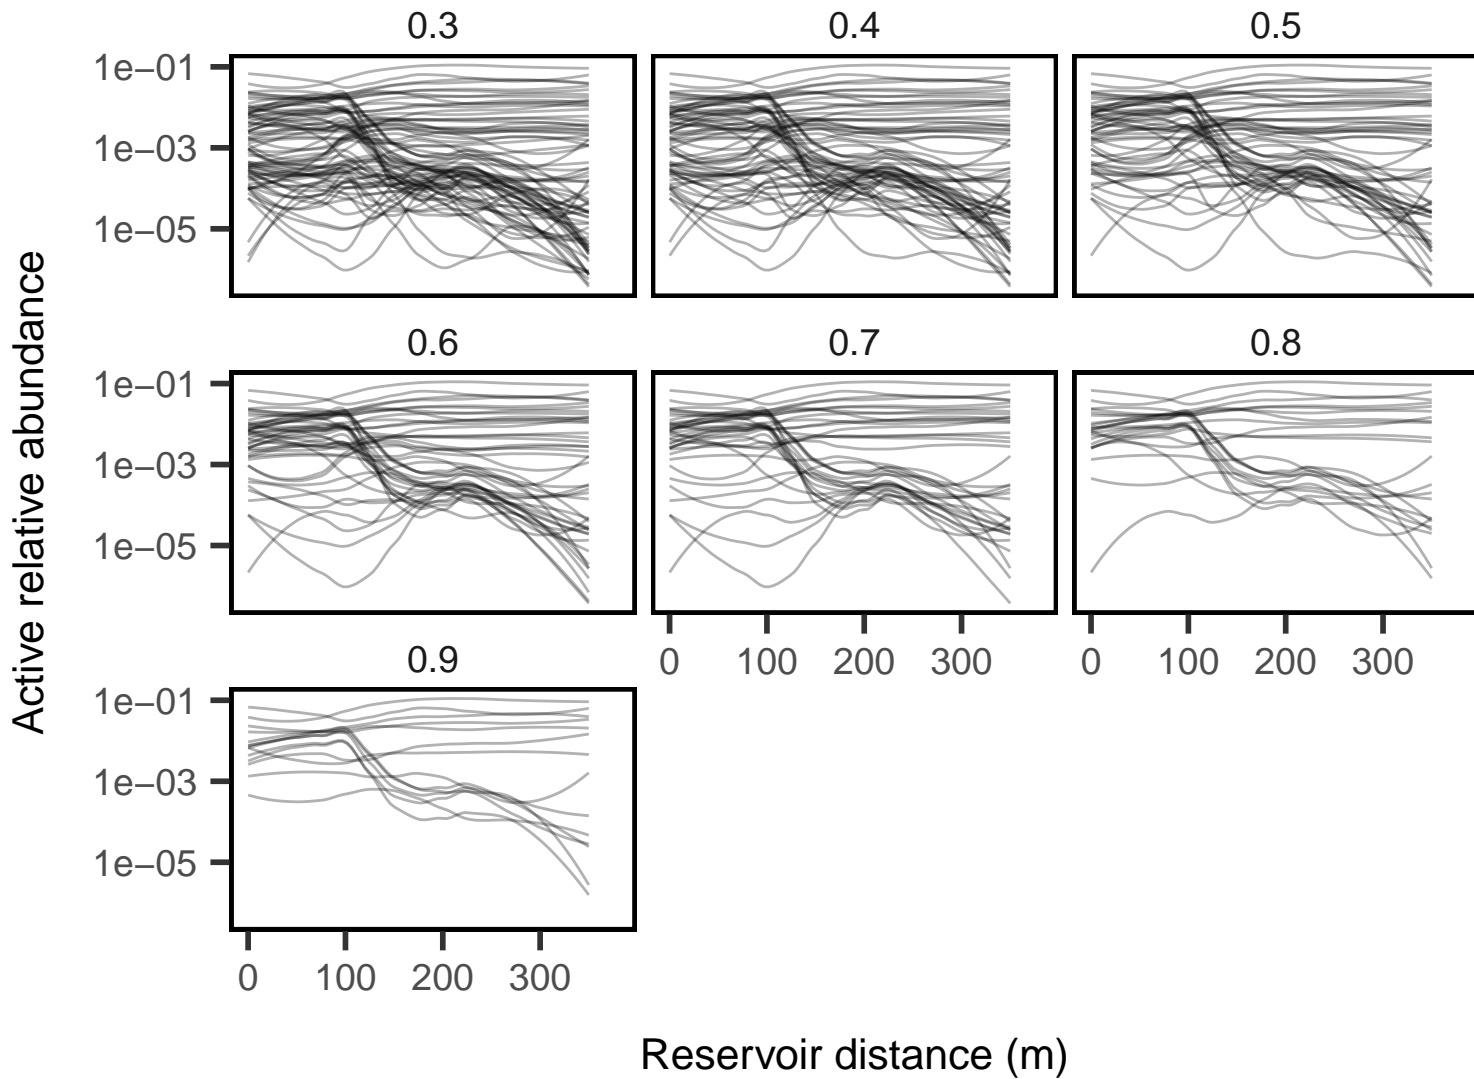 0.3 0.4 0.5
1e−01
1e−03
1e−05
0.6 0.7 0.8
1e−01
1e−03
1e−05
0 100 200 300 0 100 200 300
0.9
1e−01
1e−03
1e−05
0 100 200 300
Active relative abundance
Reservoir distance (m)